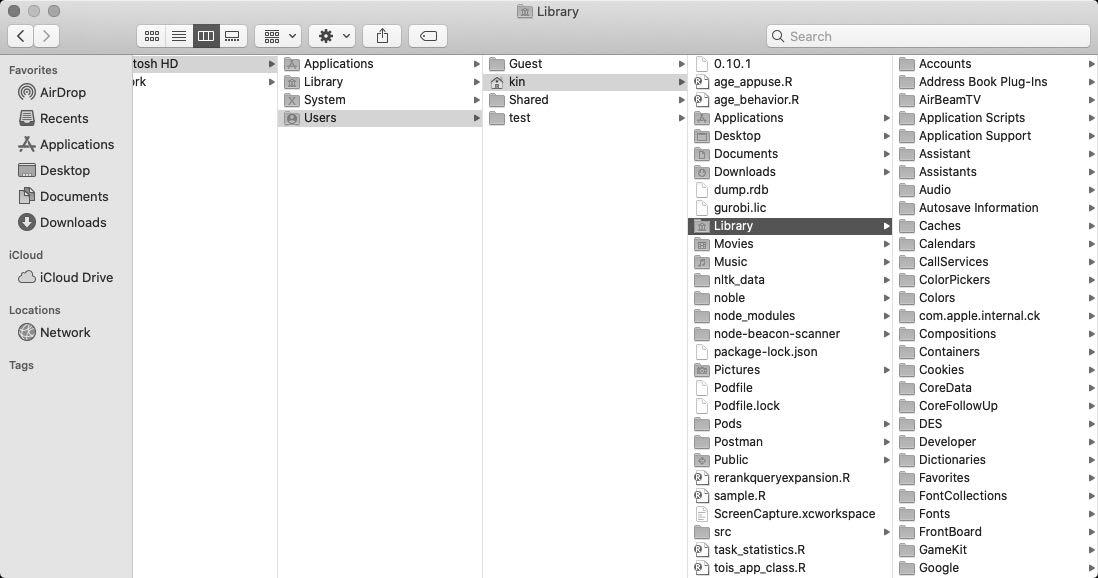 Library
Search
Favorites
AirDrop
Recents
Applications
Desktop
Documents
Downloads
iCloud
iCloud Drive
Locations
Network
Tags
tosh HD
rk
Applications
Library
System
Users
Guest
kin
Shared
test
0.10.1
age_appuse.R
age_behavior.R
Applications
Desktop
Documents
Downloads
dump.rdb
gurobi.lic
Library
Movies
Music
nltk_data
noble
node_modules
node-beacon-scanner
package-lock.json
Pictures
Podfile
Podfile.lock
Pods
Postman
Public
rerankqueryexpansion.R
sample.R
ScreenCapture.xcworkspace
src
task_statistics.R
tois_app_class.R
Accounts
Address Book Plug-Ins
AirBeamTV
Application Scripts
Application Support
Assistant
Assistants
Audio
Autosave Information
Caches
Calendars
CallServices
ColorPickers
Colors
com.apple.internal.ck
Compositions
Containers
Cookies
CoreData
CoreFollowUp
DES
Developer
Dictionaries
Favorites
FontCollections
Fonts
FrontBoard
GameKit
Google